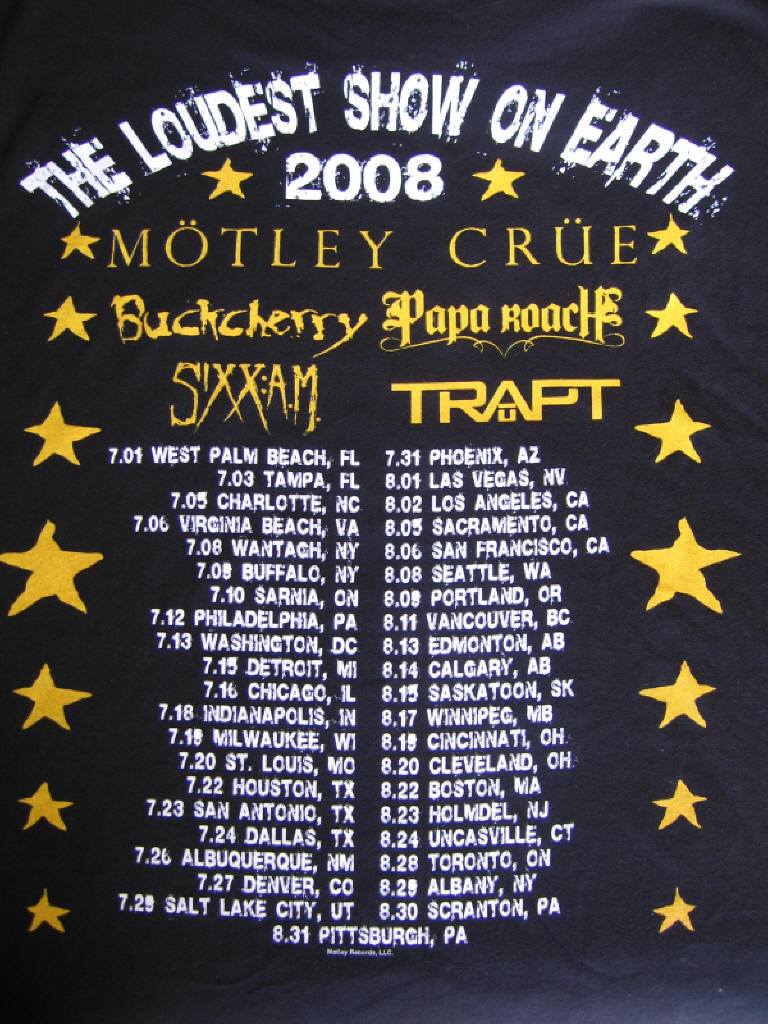 THE LOUDEST SHOW ON EARTH
2008
MÖTLEY CRÜE
Buckcherry Papa Roach
SIXX:A.M. TRAPT
7.01 WEST PALM BEACH, FL
7.03 TAMPA, FL
7.05 CHARLOTTE, NC
7.06 VIRGINIA BEACH, VA
7.08 WANTAGH, NY
7.09 BUFFALO, NY
7.10 SARNIA, ON
7.12 PHILADELPHIA, PA
7.13 WASHINGTON, DC
7.15 DETROIT, MI
7.16 CHICAGO, IL
7.18 INDIANAPOLIS, IN
7.19 MILWAUKEE, WI
7.20 ST. LOUIS, MO
7.22 HOUSTON, TX
7.23 SAN ANTONIO, TX
7.24 DALLAS, TX
7.26 ALBUQUERQUE, NM
7.27 DENVER, CO
7.29 SALT LAKE CITY, UT
7.31 PHOENIX, AZ
8.01 LAS VEGAS, NV
8.02 LOS ANGELES, CA
8.05 SACRAMENTO, CA
8.06 SAN FRANCISCO, CA
8.08 SEATTLE, WA
8.09 PORTLAND, OR
8.11 VANCOUVER, BC
8.13 EDMONTON, AB
8.14 CALGARY, AB
8.15 SASKATOON, SK
8.17 WINNIPEG, MB
8.19 CINCINNATI, OH
8.20 CLEVELAND, OH
8.22 BOSTON, MA
8.23 HOLMDEL, NJ
8.24 UNCASVILLE, CT
8.28 TORONTO, ON
8.29 ALBANY, NY
8.30 SCRANTON, PA
8.31 PITTSBURGH, PA
Motley Records, LLC.